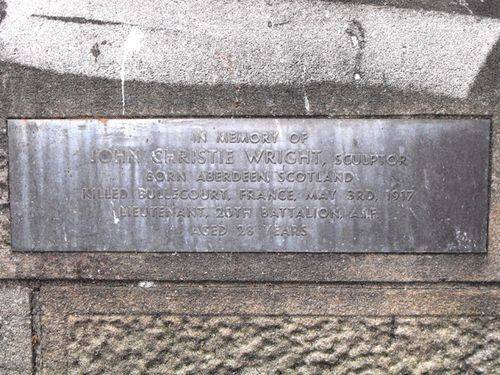 IN MEMORY OF
JOHN CHRISTIE WRIGHT, SCULPTOR
BORN ABERDEEN, SCOTLAND
KILLED BULLECOURT, FRANCE, MAY 3RD, 1917
LIEUTENANT, 20TH BATTALION, A.I.F.
AGED 28 YEARS